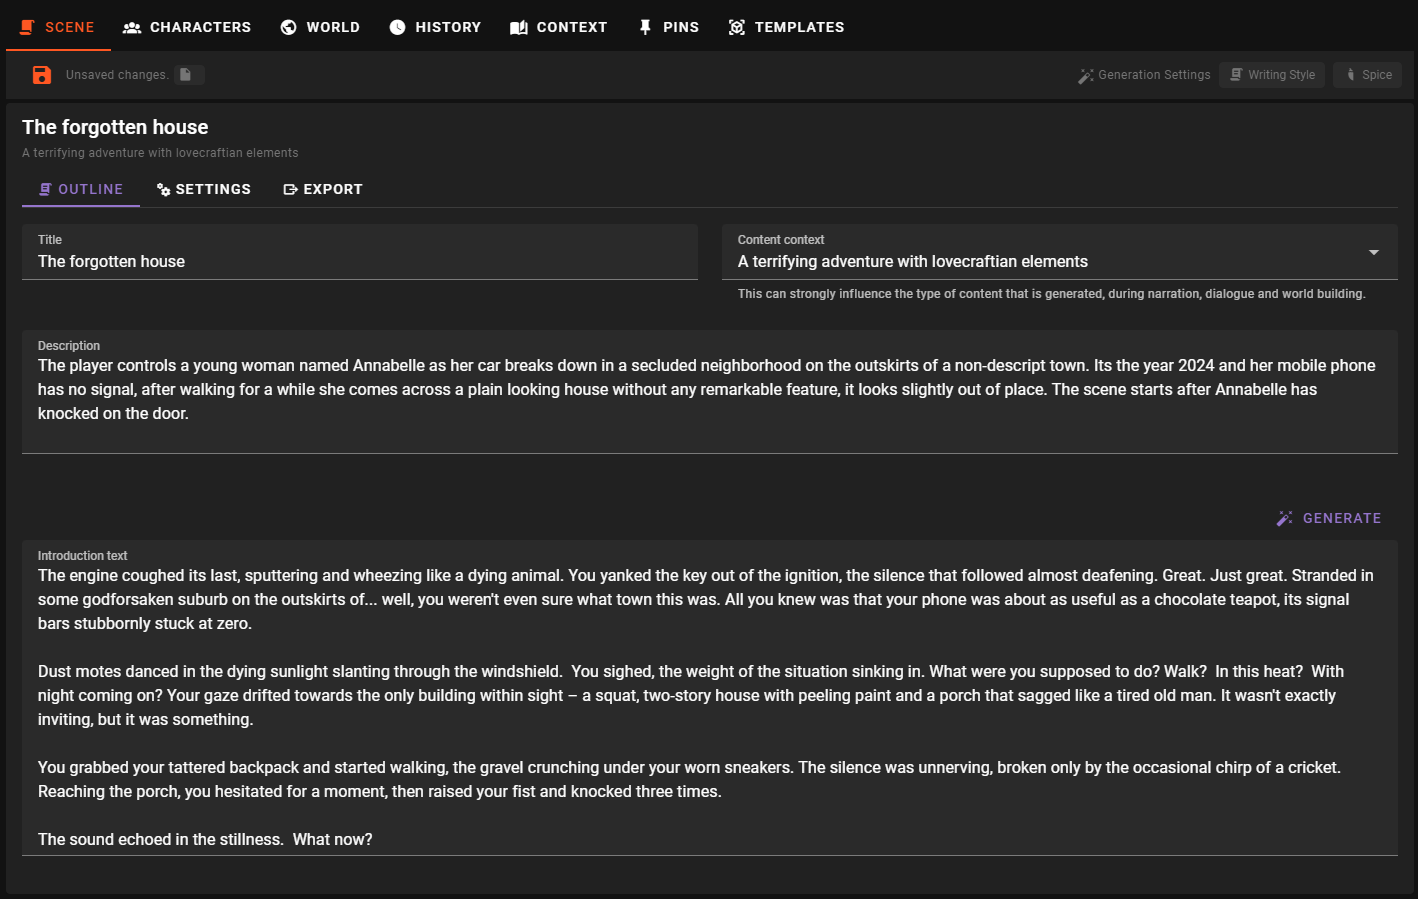 SCENE CHARACTERS WORLD HISTORY CONTEXT PINS TEMPLATES
Unsaved changes. Generation Settings Writing Style Spice
The forgotten house
A terrifying adventure with lovecraftian elements
OUTLINE SETTINGS EXPORT
Title
The forgotten house
Content context
A terrifying adventure with lovecraftian elements
This can strongly influence the type of content that is generated, during narration, dialogue and world building.
Description
The player controls a young woman named Annabelle as her car breaks down in a secluded neighborhood on the outskirts of a non-descript town. Its the year 2024 and her mobile phone
has no signal, after walking for a while she comes across a plain looking house without any remarkable feature, it looks slightly out of place. The scene starts after Annabelle has
knocked on the door.
GENERATE
Introduction text
The engine coughed its last, sputtering and wheezing like a dying animal. You yanked the key out of the ignition, the silence that followed almost deafening. Great. Just great. Stranded in
some godforsaken suburb on the outskirts of... well, you weren't even sure what town this was. All you knew was that your phone was about as useful as a chocolate teapot, its signal
bars stubbornly stuck at zero.
Dust motes danced in the dying sunlight slanting through the windshield.  You sighed, the weight of the situation sinking in. What were you supposed to do? Walk?  In this heat?  With
night coming on? Your gaze drifted towards the only building within sight – a squat, two-story house with peeling paint and a porch that sagged like a tired old man. It wasn't exactly
inviting, but it was something.
You grabbed your tattered backpack and started walking, the gravel crunching under your worn sneakers. The silence was unnerving, broken only by the occasional chirp of a cricket.
Reaching the porch, you hesitated for a moment, then raised your fist and knocked three times.
The sound echoed in the stillness.  What now?